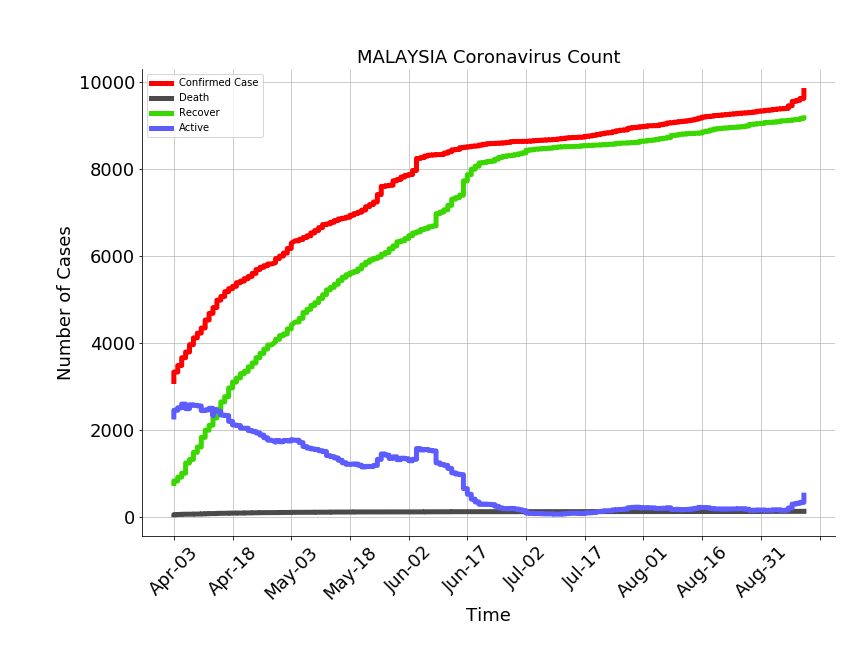 MALAYSIA Coronavirus Count
Confirmed Case
Death
Recover
Active
Number of Cases
10000
8000
6000
4000
2000
0
Apr-03
Apr-18
May-03
May-18
Jun-02
Jun-17
Jul-02
Jul-17
Aug-01
Aug-16
Aug-31
Time